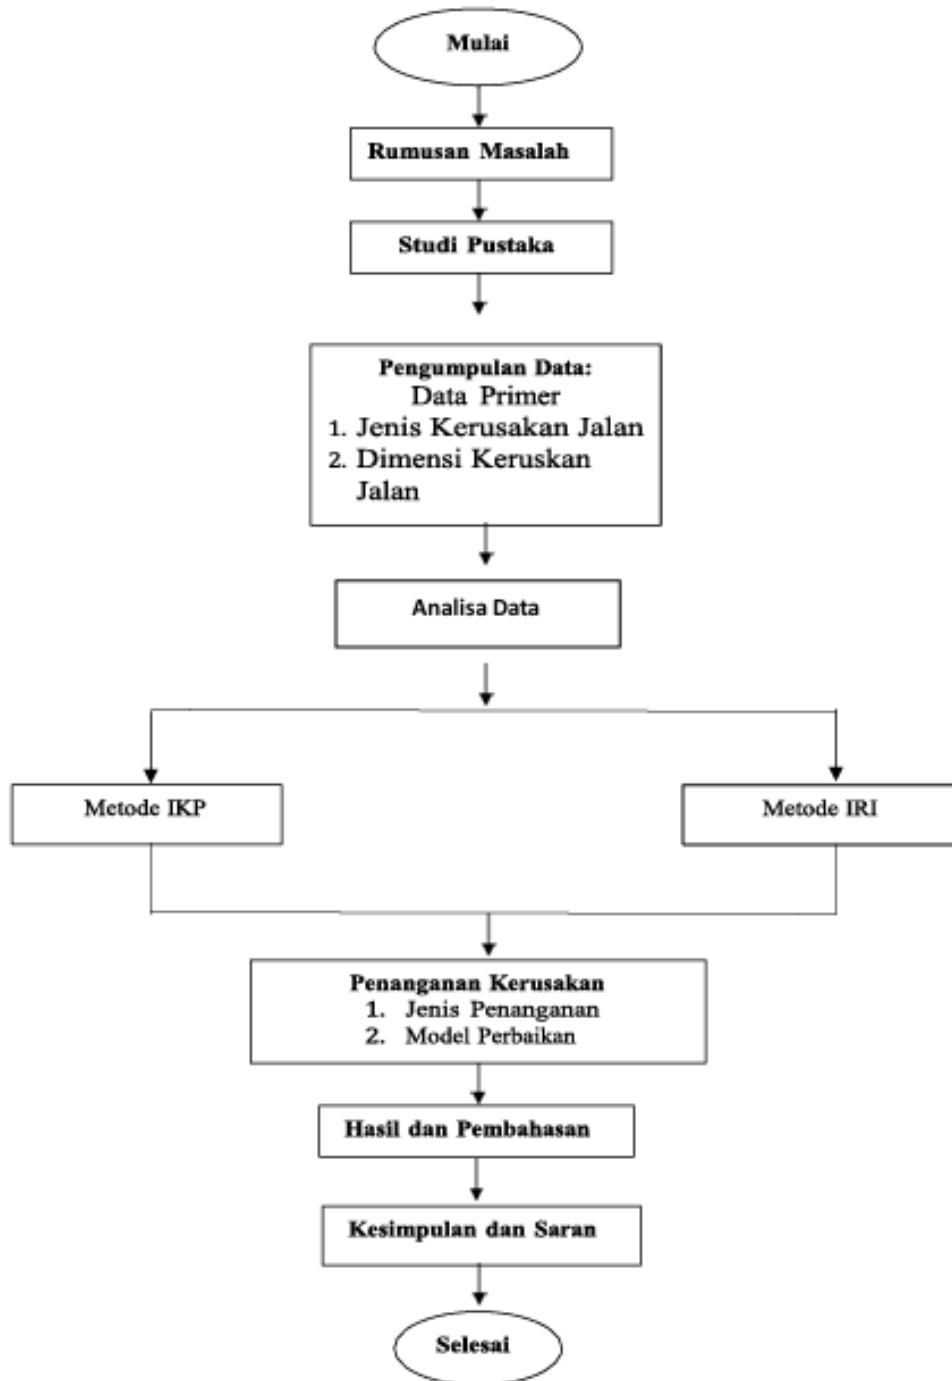 Mulai
Rumusan Masalah
Studi Pustaka
Pengumpulan Data:
Data Primer
1. Jenis Kerusakan Jalan
2. Dimensi Keruskan
Jalan
Analisa Data
Metode IKP
Metode IRI
Penanganan Kerusakan
1. Jenis Penanganan
2. Model Perbaikan
Hasil dan Pembahasan
Kesimpulan dan Saran
Selesai